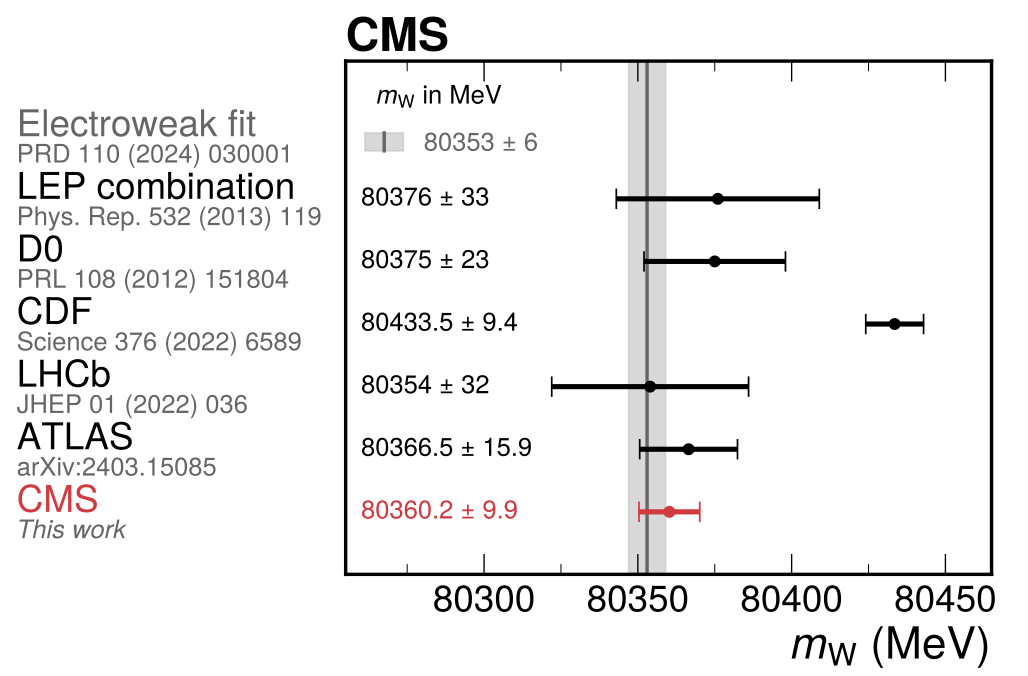 CMS
m_W in MeV
Electroweak fit
PRD 110 (2024) 030001
80353 ± 6
LEP combination
Phys. Rep. 532 (2013) 119
80376 ± 33
D0
PRL 108 (2012) 151804
80375 ± 23
CDF
Science 376 (2022) 6589
80433.5 ± 9.4
LHCb
JHEP 01 (2022) 036
80354 ± 32
ATLAS
arXiv:2403.15085
80366.5 ± 15.9
CMS
This work
80360.2 ± 9.9
80300 80350 80400 80450
m_W (MeV)